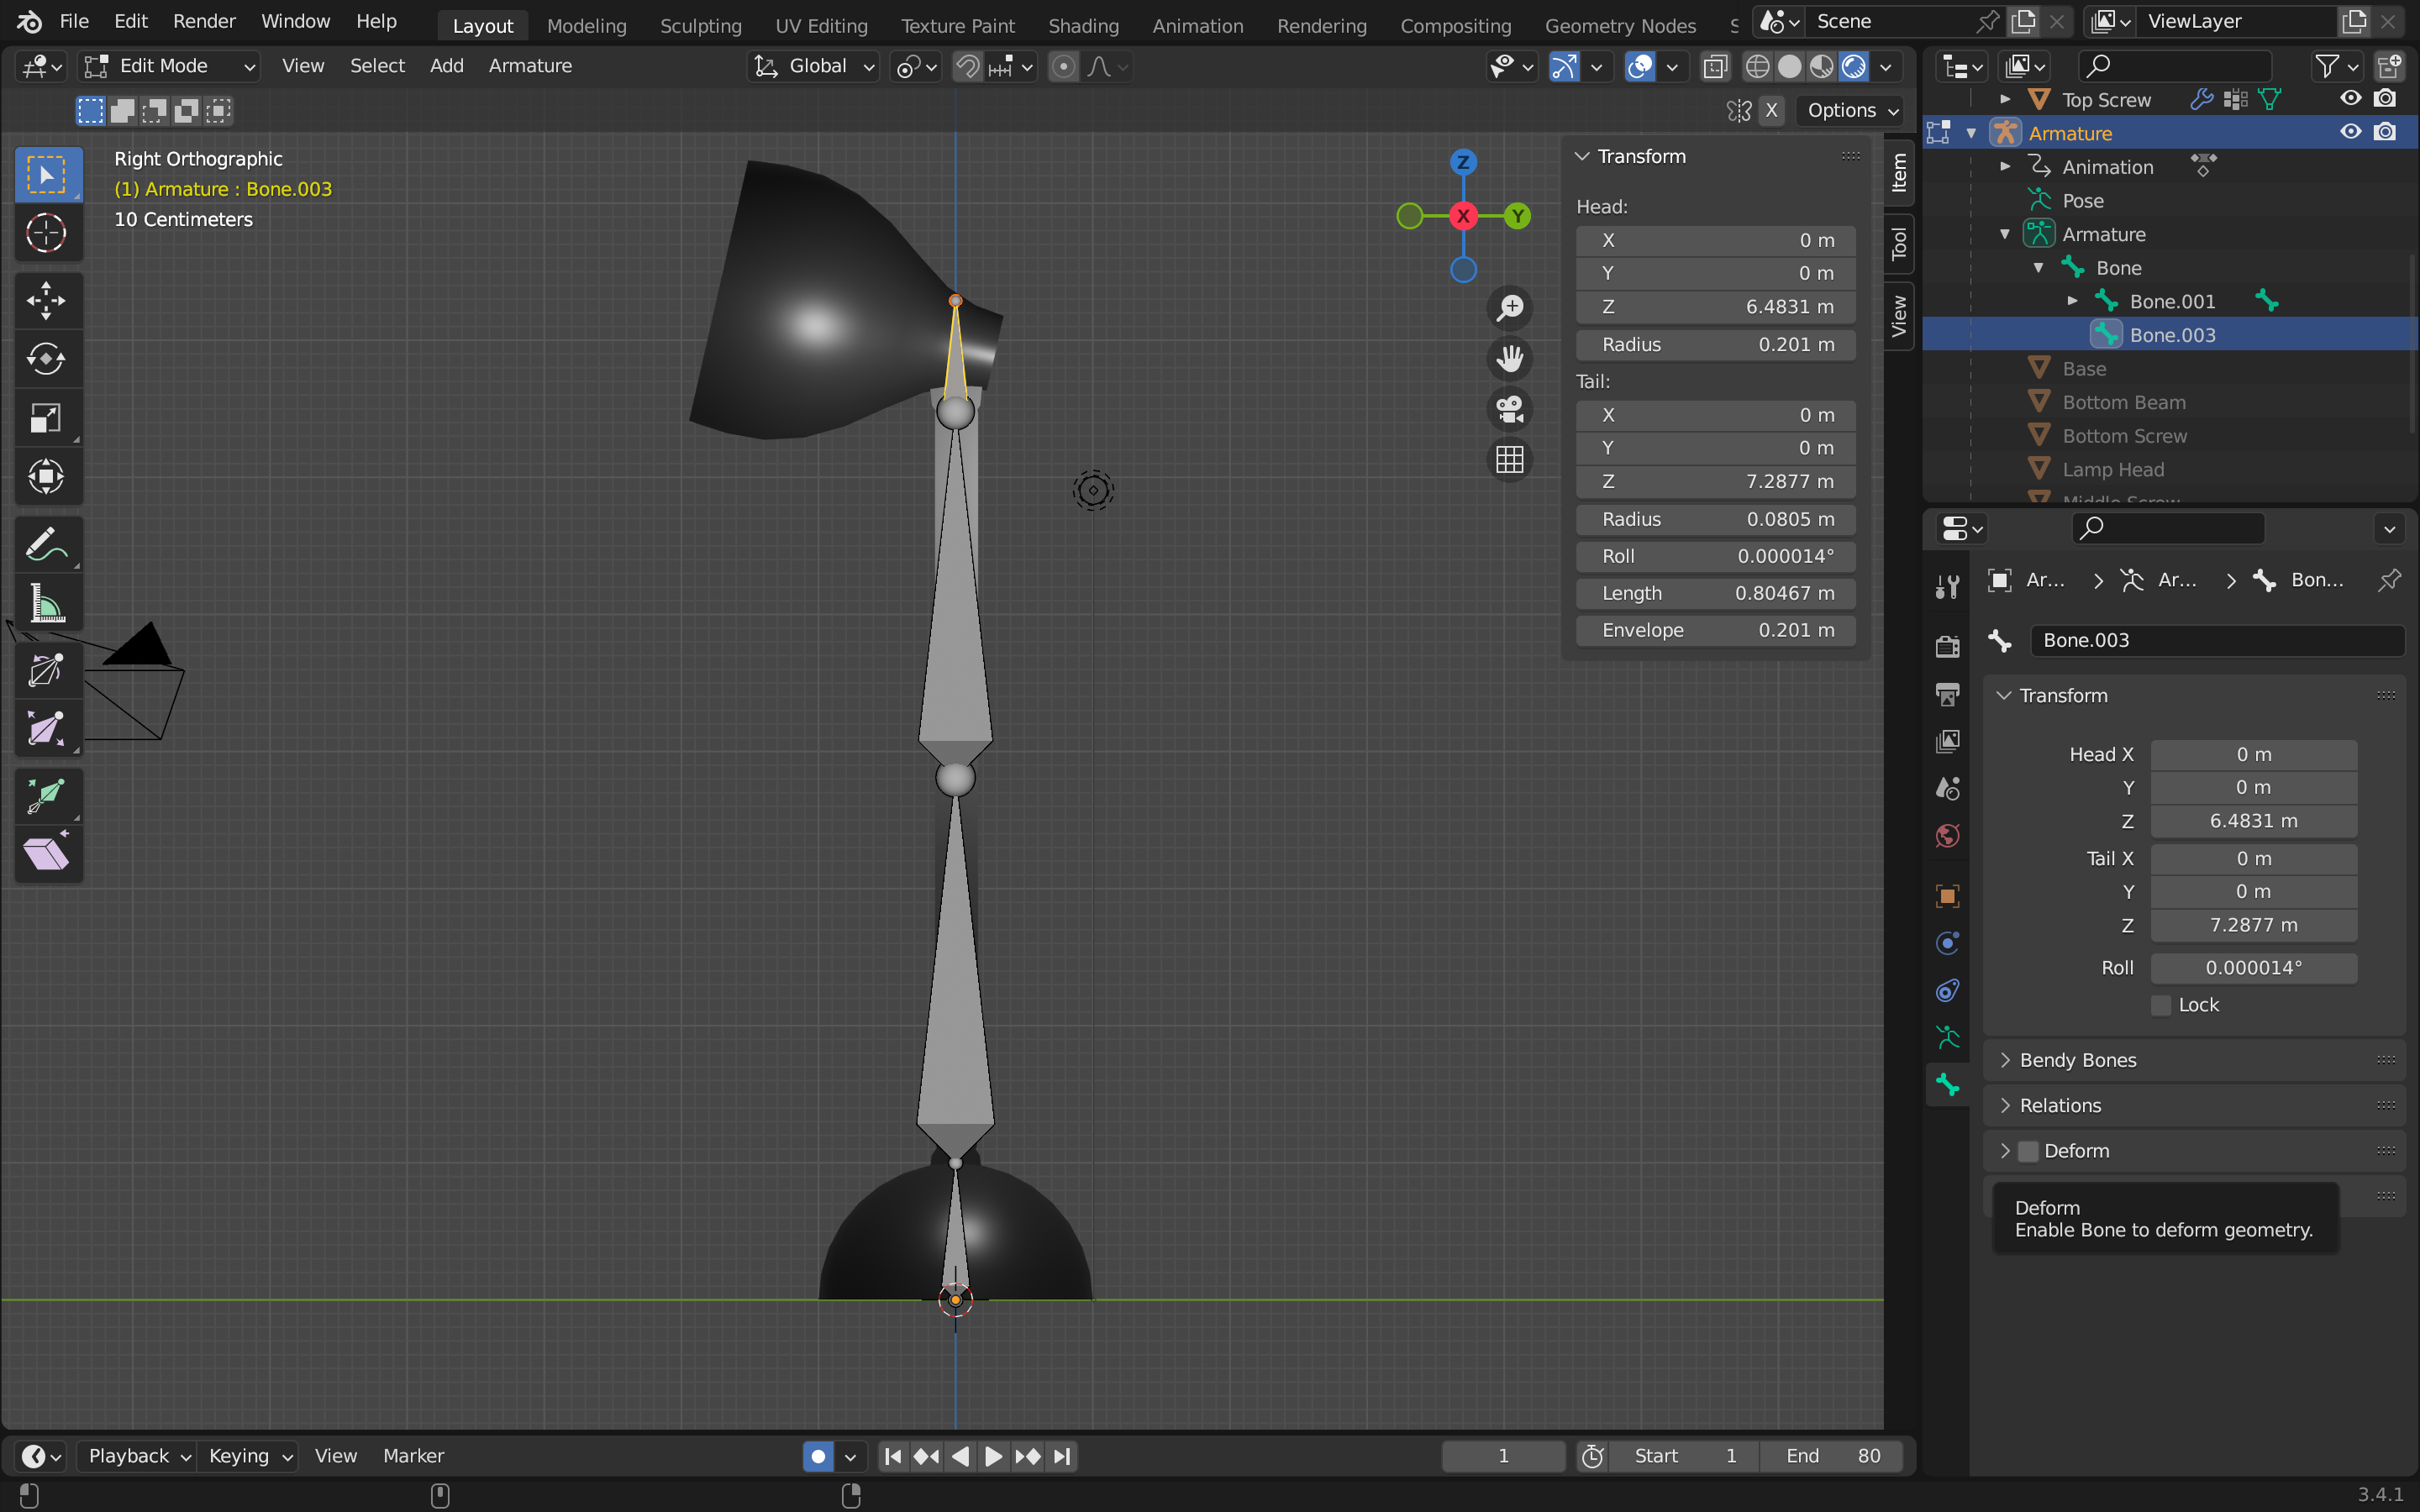 File Edit Render Window Help Layout Modeling Sculpting UV Editing Texture Paint Shading Animation Rendering Compositing Geometry Nodes S Scene ViewLayer
Edit Mode View Select Add Armature Global
X Options
Right Orthographic
(1) Armature : Bone.003
10 Centimeters
Z
X
Y
Transform
Head:
X 0 m
Y 0 m
Z 6.4831 m
Radius 0.201 m
Tail:
X 0 m
Y 0 m
Z 7.2877 m
Radius 0.0805 m
Roll 0.000014°
Length 0.80467 m
Envelope 0.201 m
Item
Tool
View
Top Screw
Armature
Animation
Pose
Armature
Bone
Bone.001
Bone.003
Base
Bottom Beam
Bottom Screw
Lamp Head
Middle Screw
Ar... Ar... Bon...
Bone.003
Transform
Head X 0 m
Y 0 m
Z 6.4831 m
Tail X 0 m
Y 0 m
Z 7.2877 m
Roll 0.000014°
Lock
Bendy Bones
Relations
Deform
Deform
Enable Bone to deform geometry.
Playback Keying View Marker 1 Start 1 End 80
3.4.1